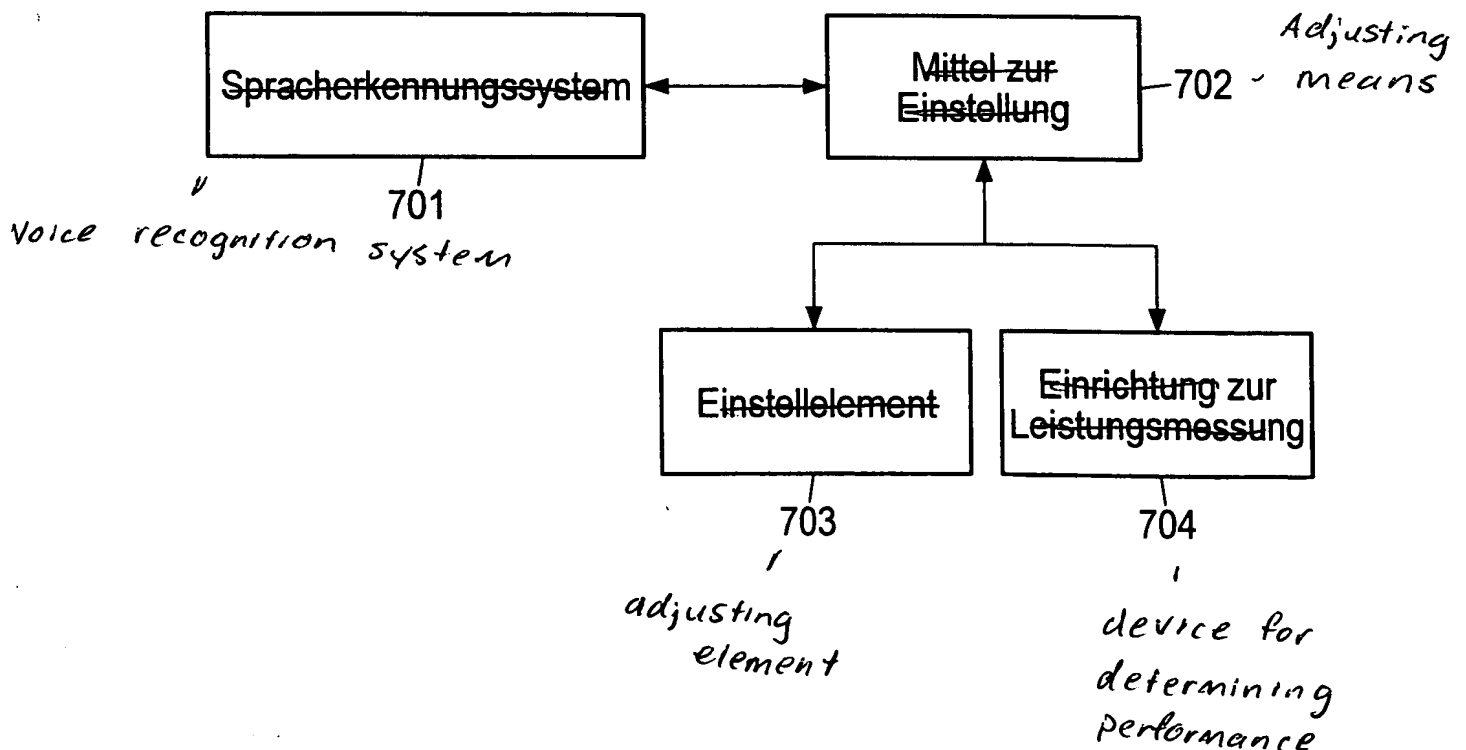 Spracherkennungssystem
Mittel zur
Einstellung
702 - Adjusting
means
701
Voice recognition
system
Einstellelement
Einrichtung zur
Leistungsmessung
703
704
adjusting
element
device for
determining
performance